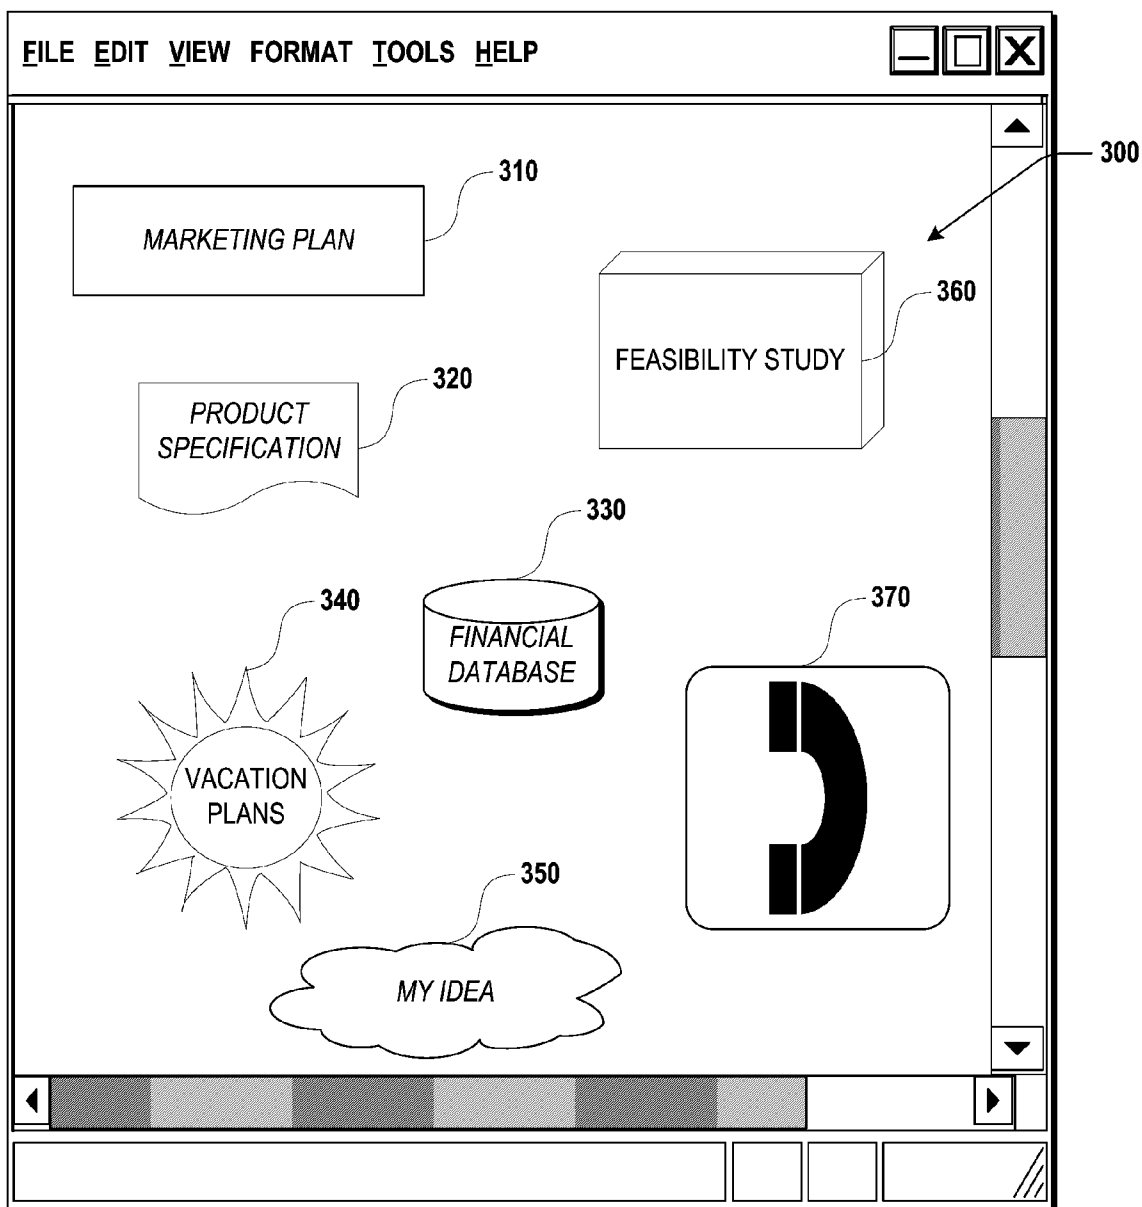 FILE EDIT VIEW FORMAT TOOLS HELP
300
310
MARKETING PLAN
360
FEASIBILITY STUDY
320
PRODUCT
SPECIFICATION
330
FINANCIAL
DATABASE
340
VACATION
PLANS
370
350
MY IDEA